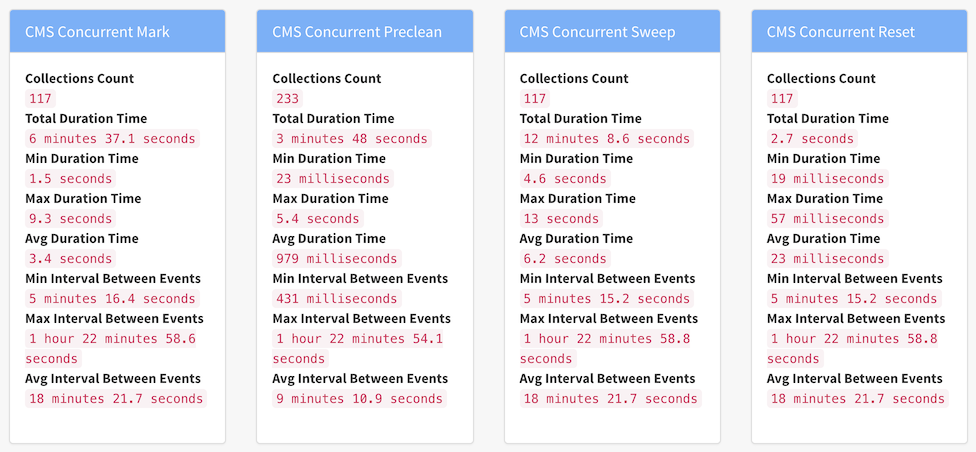 CMS Concurrent Mark
Collections Count
117
Total Duration Time
6 minutes 37.1 seconds
Min Duration Time
1.5 seconds
Max Duration Time
9.3 seconds
Avg Duration Time
3.4 seconds
Min Interval Between Events
5 minutes 16.4 seconds
Max Interval Between Events
1 hour 22 minutes 58.6
seconds
Avg Interval Between Events
18 minutes 21.7 seconds
CMS Concurrent Preclean
Collections Count
233
Total Duration Time
3 minutes 48 seconds
Min Duration Time
23 milliseconds
Max Duration Time
5.4 seconds
Avg Duration Time
979 milliseconds
Min Interval Between Events
431 milliseconds
Max Interval Between Events
1 hour 22 minutes 54.1
seconds
Avg Interval Between Events
9 minutes 10.9 seconds
CMS Concurrent Sweep
Collections Count
117
Total Duration Time
12 minutes 8.6 seconds
Min Duration Time
4.6 seconds
Max Duration Time
13 seconds
Avg Duration Time
6.2 seconds
Min Interval Between Events
5 minutes 15.2 seconds
Max Interval Between Events
1 hour 22 minutes 58.8
seconds
Avg Interval Between Events
18 minutes 21.7 seconds
CMS Concurrent Reset
Collections Count
117
Total Duration Time
2.7 seconds
Min Duration Time
19 milliseconds
Max Duration Time
57 milliseconds
Avg Duration Time
23 milliseconds
Min Interval Between Events
5 minutes 15.2 seconds
Max Interval Between Events
1 hour 22 minutes 58.8
seconds
Avg Interval Between Events
18 minutes 21.7 seconds